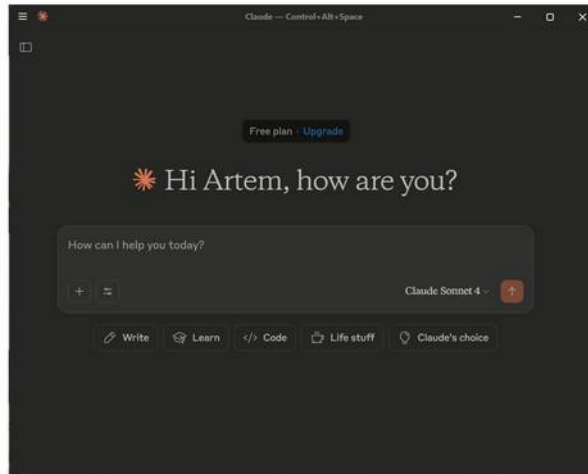 Claude — Control+Alt+Space
Free plan - Upgrade
Hi Artem, how are you?
How can I help you today?
Claude Sonnet 4
Write Learn </> Code Life stuff Claude's choice